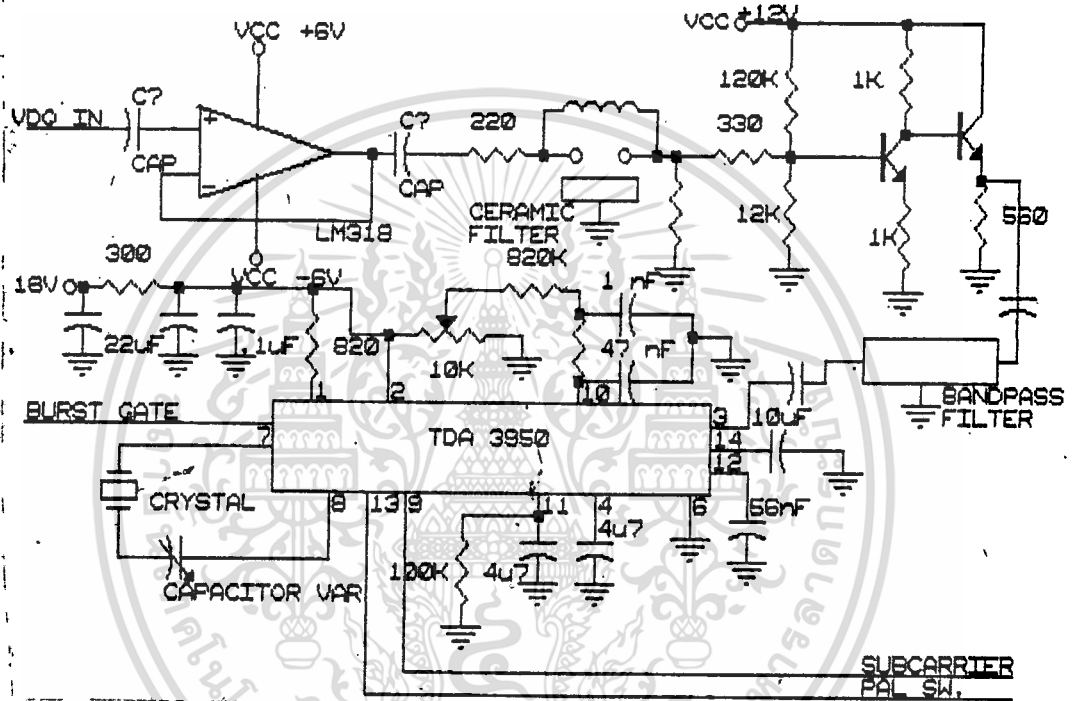 VCC +6V
VCC +12V
C?
VDO IN
CAP
LM318
VCC -6V
C?
CAP
220
CERAMIC
FILTER
330
120K
12K
1K
1K
560
300
18V
22uF
.1uF
820
10K
820K
1 nF
47 nF
BURST GATE
1
2
10
3
14
12
7
TDA 3950
8
13
9
11
4
6
10uF
BANDPASS
FILTER
CRYSTAL
CAPACITOR VAR
100K
4u7
4u7
56nF
SUBCARRIER
PAL SW.